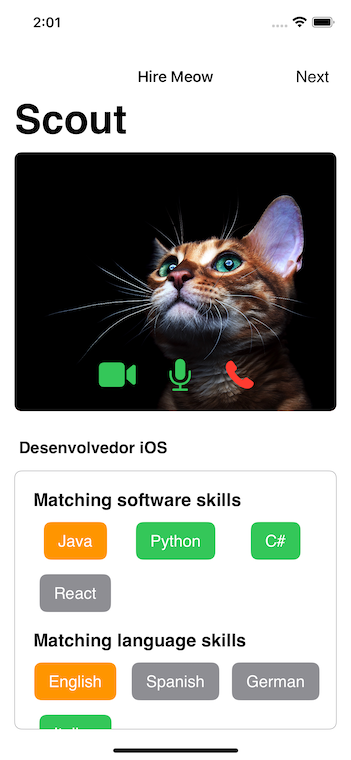 2:01
Hire Meow Next
Scout
Desenvolvedor iOS
Matching software skills
Java Python C#
React
Matching language skills
English Spanish German